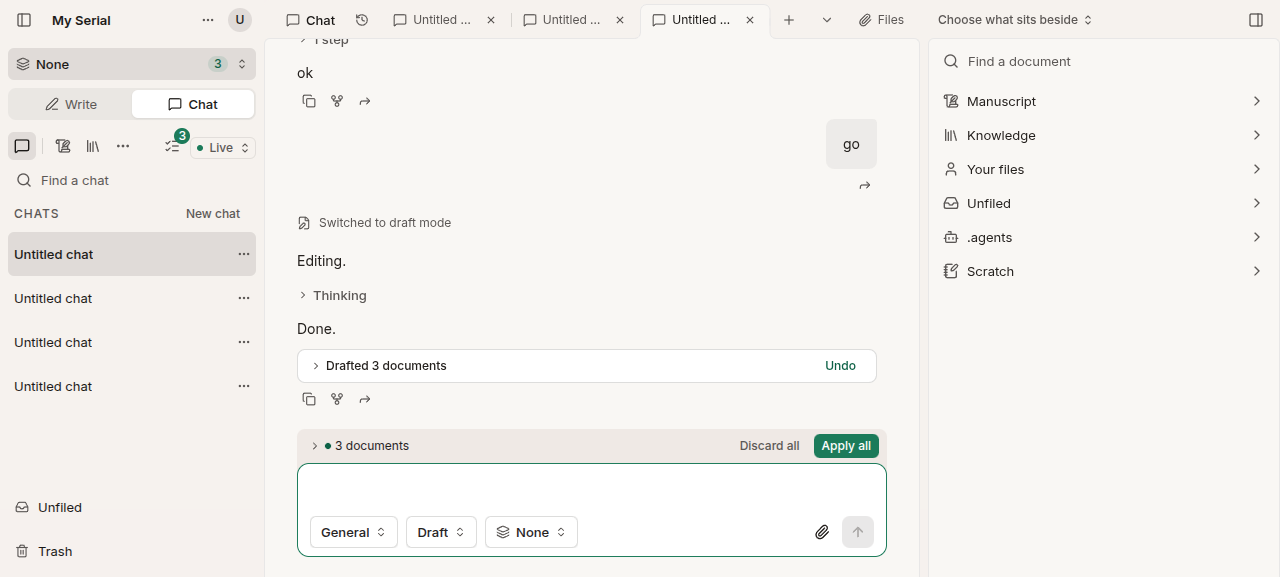 My Serial
U
None
3
Write
Chat
3
Live
Find a chat
CHATS
New chat
Untitled chat
Untitled chat
Untitled chat
Untitled chat
Unfiled
Trash
Chat
Untitled ...
Untitled ...
Untitled ...
Files
1 step
ok
go
Switched to draft mode
Editing.
Thinking
Done.
Drafted 3 documents
Undo
3 documents
Discard all
Apply all
General
Draft
None
Choose what sits beside
Find a document
Manuscript
Knowledge
Your files
Unfiled
.agents
Scratch